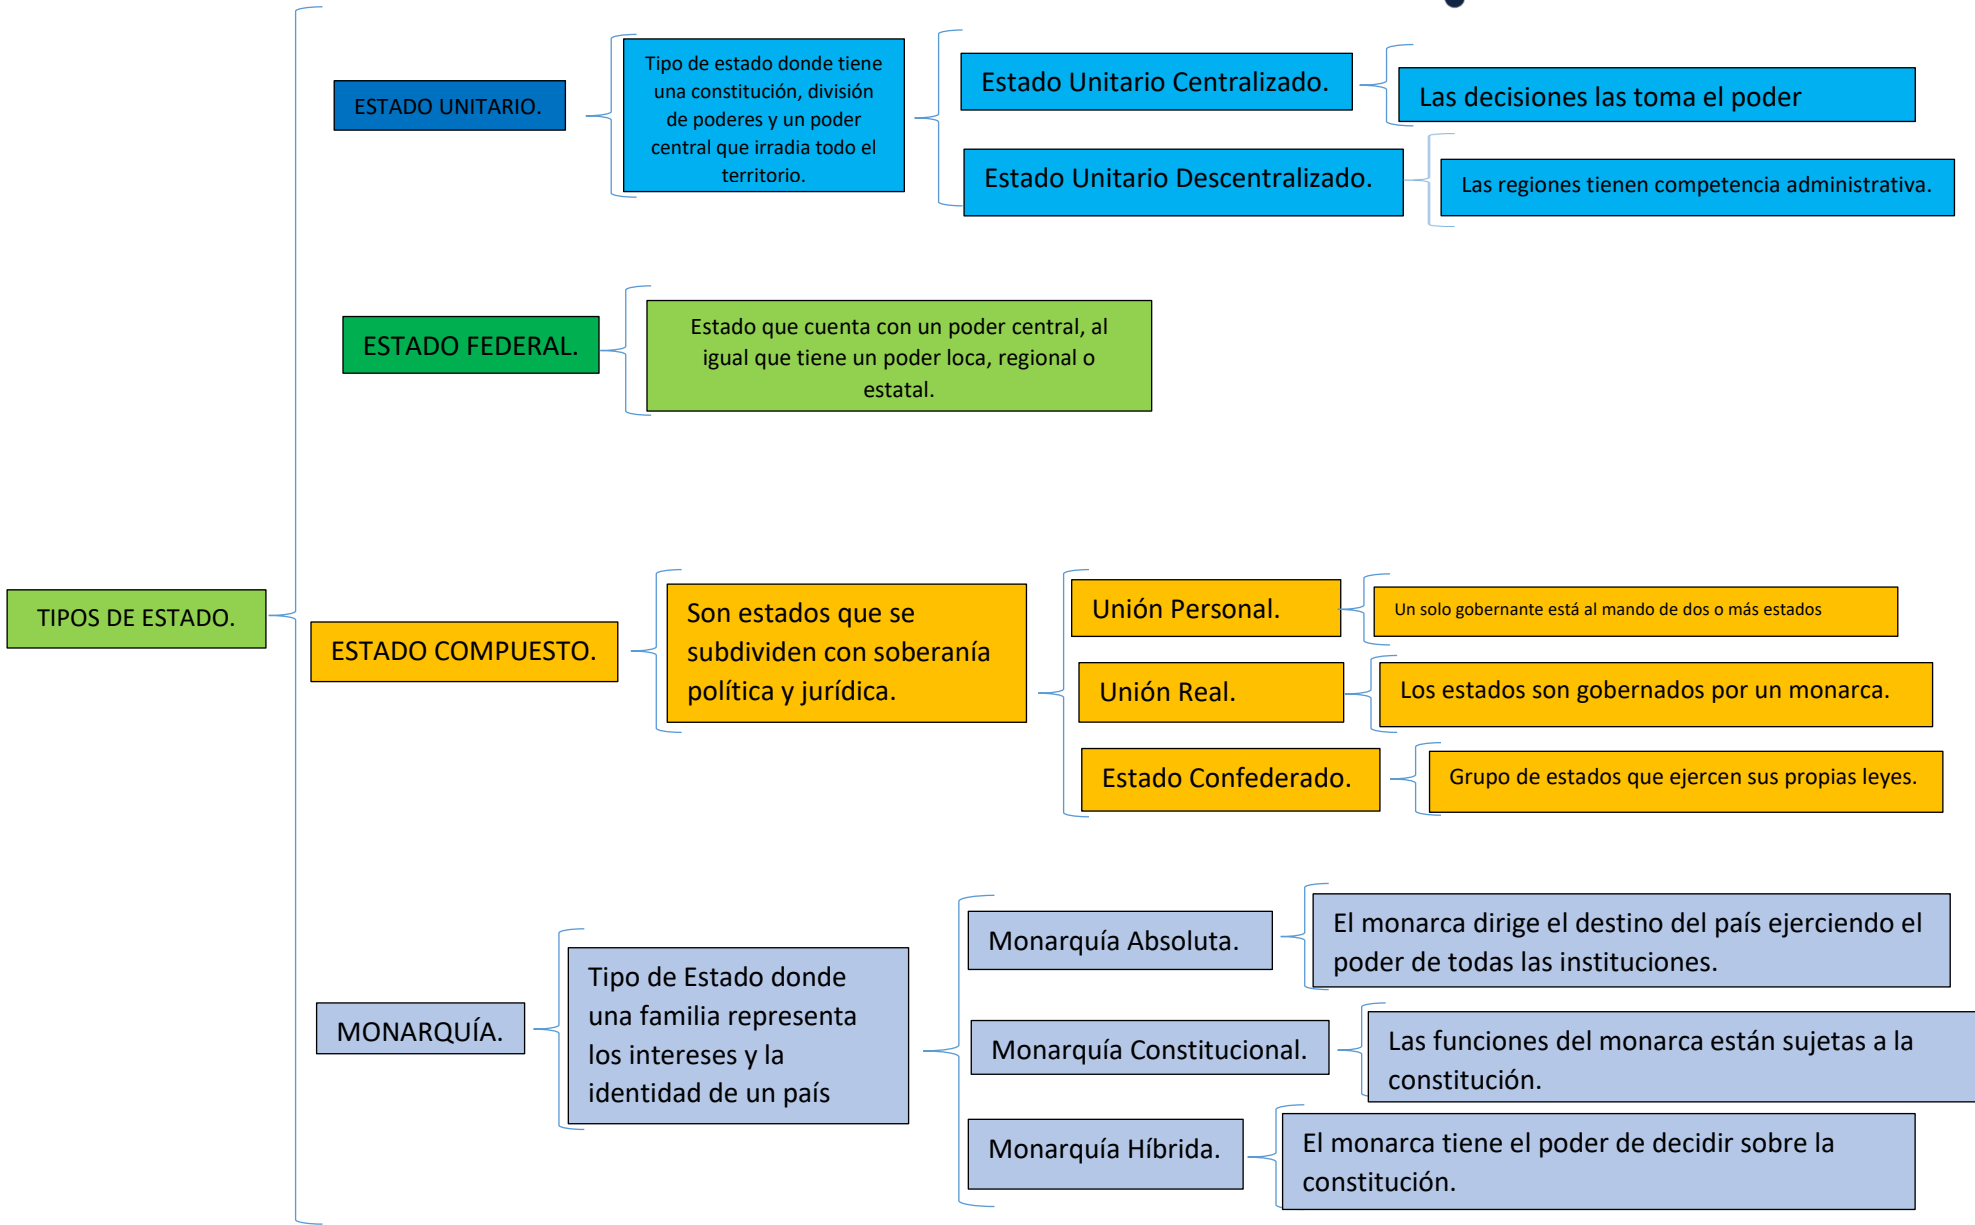 TIPOS DE ESTADO.
ESTADO UNITARIO.
Tipo de estado donde tiene
una constitución, división
de poderes y un poder
central que irradia todo el
territorio.
Estado Unitario Centralizado.
Las decisiones las toma el poder
Estado Unitario Descentralizado.
Las regiones tienen competencia administrativa.
ESTADO FEDERAL.
Estado que cuenta con un poder central, al
igual que tiene un poder loca, regional o
estatal.
ESTADO COMPUESTO.
Son estados que se
subdividen con soberanía
política y jurídica.
Unión Personal.
Un solo gobernante está al mando de dos o más estados
Unión Real.
Los estados son gobernados por un monarca.
Estado Confederado.
Grupo de estados que ejercen sus propias leyes.
MONARQUÍA.
Tipo de Estado donde
una familia representa
los intereses y la
identidad de un país
Monarquía Absoluta.
El monarca dirige el destino del país ejerciendo el
poder de todas las instituciones.
Monarquía Constitucional.
Las funciones del monarca están sujetas a la
constitución.
Monarquía Híbrida.
El monarca tiene el poder de decidir sobre la
constitución.